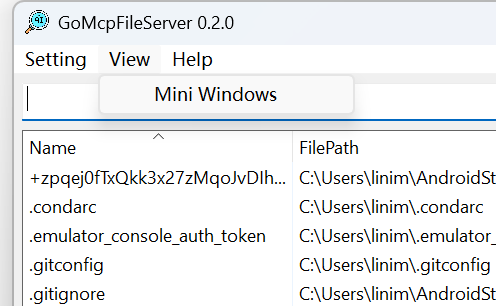 GoMcpFileServer 0.2.0
Setting View Help
Mini Windows
Name FilePath
+zpqej0fTxQkk3x27zMqoJvDIh... C:\Users\linim\AndroidSt
.condarc C:\Users\linim\.condarc
.emulator_console_auth_token C:\Users\linim\.emulator_
.gitconfig C:\Users\linim\.gitconfig
.gitignore C:\Users\linim\AndroidSt